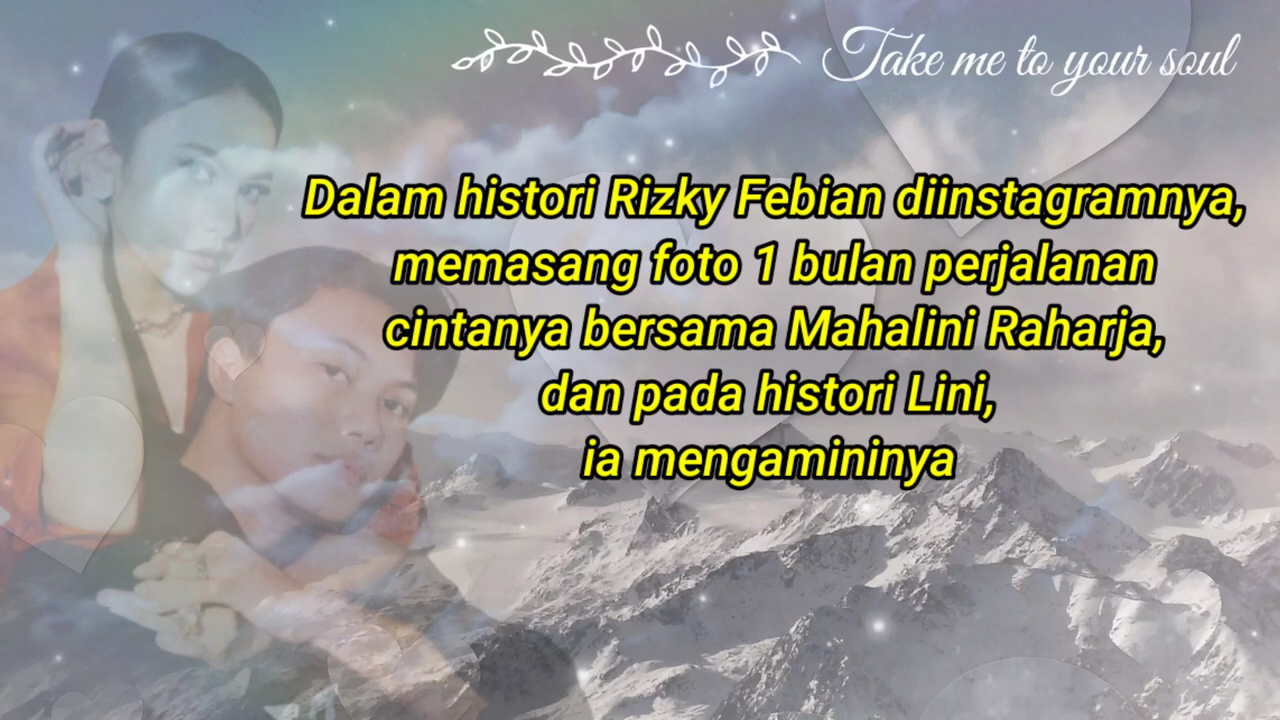 Take me to your soul
Dalam histori Rizky Febian diinstagramnya,
memasang foto 1 bulan perjalanan
cintanya bersama Mahalini Raharja,
dan pada histori Lini,
ia mengamininya